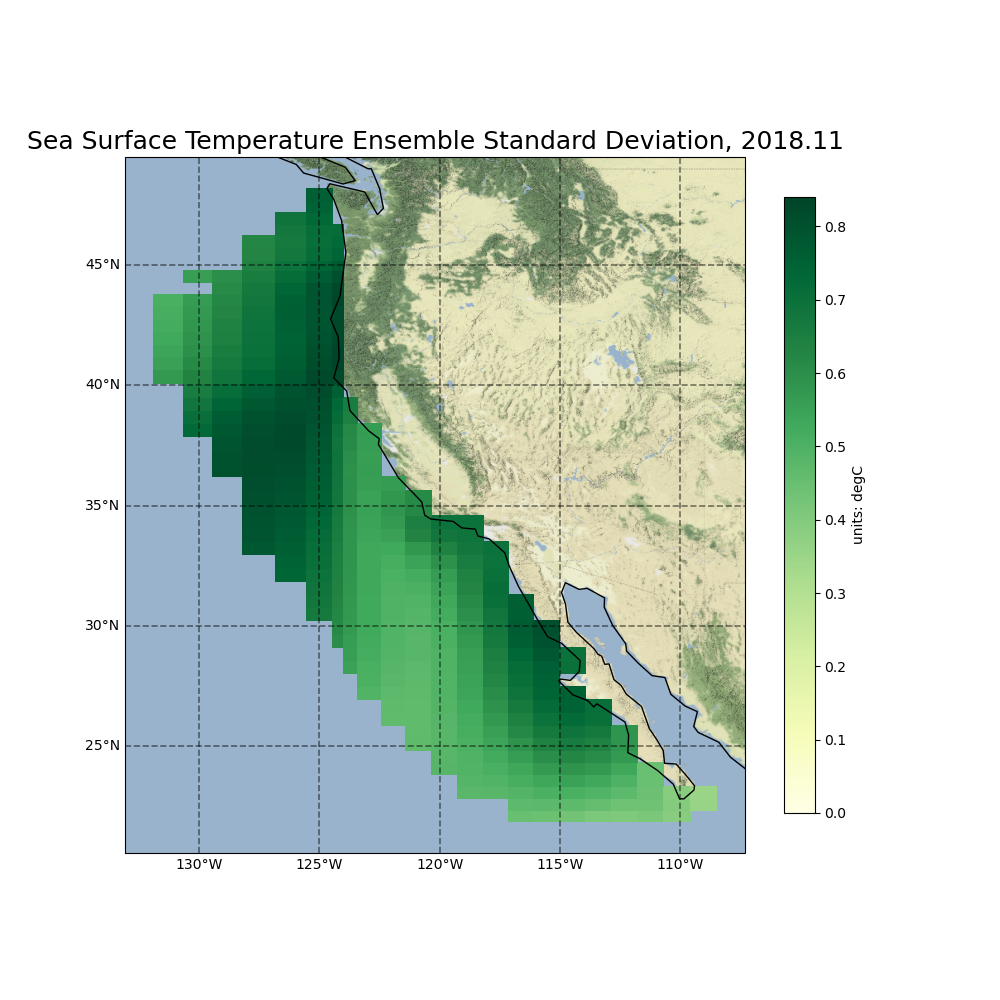 Sea Surface Temperature Ensemble Standard Deviation, 2018.11
45°N
40°N
35°N
30°N
25°N
130°W
125°W
120°W
115°W
110°W
0.8
0.7
0.6
0.5
0.4
0.3
0.2
0.1
0.0
units: degC